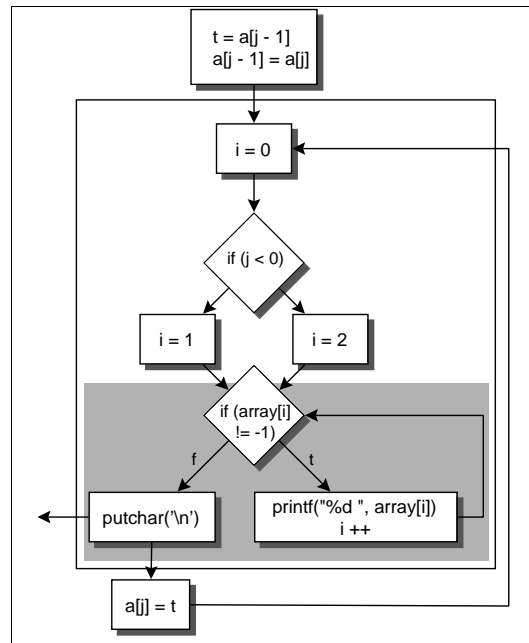 t = a[j - 1]
a[j - 1] = a[j]
i = 0
if (j < 0)
i = 1
i = 2
if (array[i]
!= -1)
f
t
putchar('\n')
printf("%d ", array[i])
i ++
a[j] = t